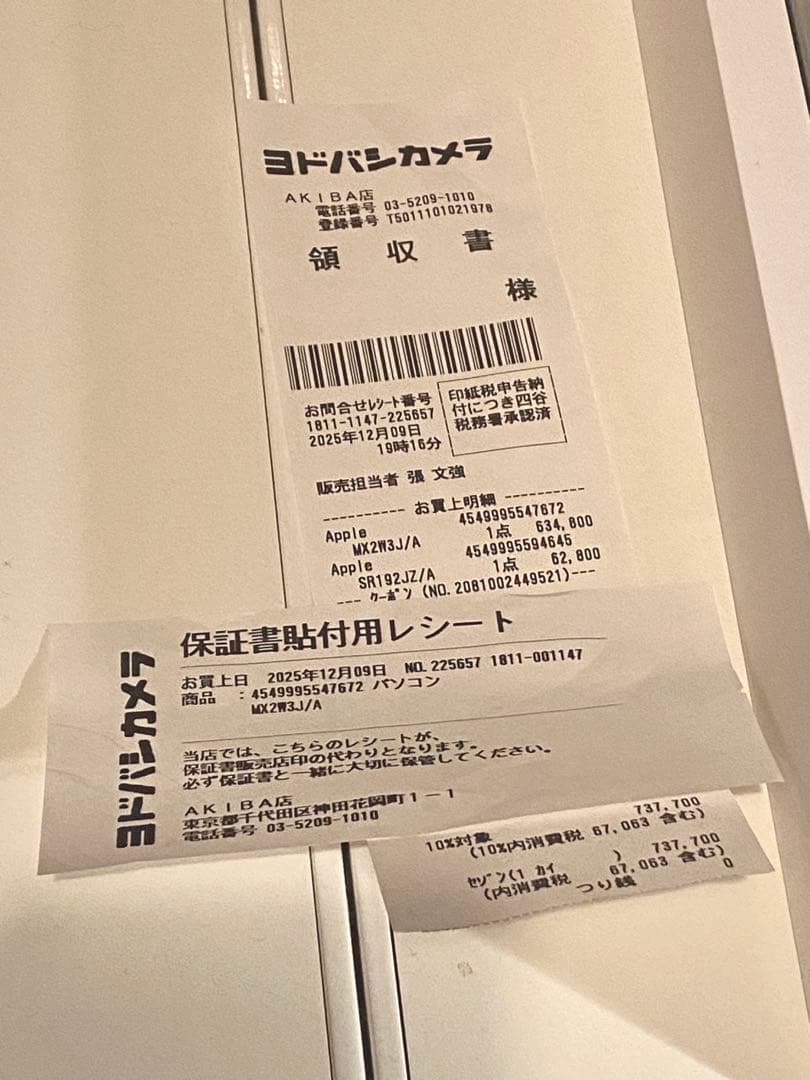 ヨドバシカメラ
AKIBA店
電話番号 03-5209-1010
登録番号 T5011101021978
領 収 書
様
お問合せﾚｼｰﾄ番号
1811-1147-225657
2025年12月09日
19時16分
印紙税申告納
付につき四谷
税務署承認済
販売担当者 張 文強
---------- お買上明細 ----------
Apple 4549995547672
MX2W3J/A 1点 634,800
Apple 4549995594645
SR192JZ/A 1点 62,800
--- ｸｰﾎﾟﾝ (NO.2081002449521)---
ヨドバシカメラ
保証書貼付用レシート
お買上日 2025年12月09日 NO.225657 1811-001147
商品 :4549995547672 パソコン
MX2W3J/A
当店では、こちらのレシートが、
保証書販売店印の代わりとなります。
必ず保証書と一緒に大切に保管してください。
AKIBA店
東京都千代田区神田花岡町1-1
電話番号 03-5209-1010
10%対象 737,700
(10%内消費税 67,063 含む)
ｾｿﾞﾝ(1 ｶｲ ) 737,700
(内消費税 67,063 含む)
つり銭 0